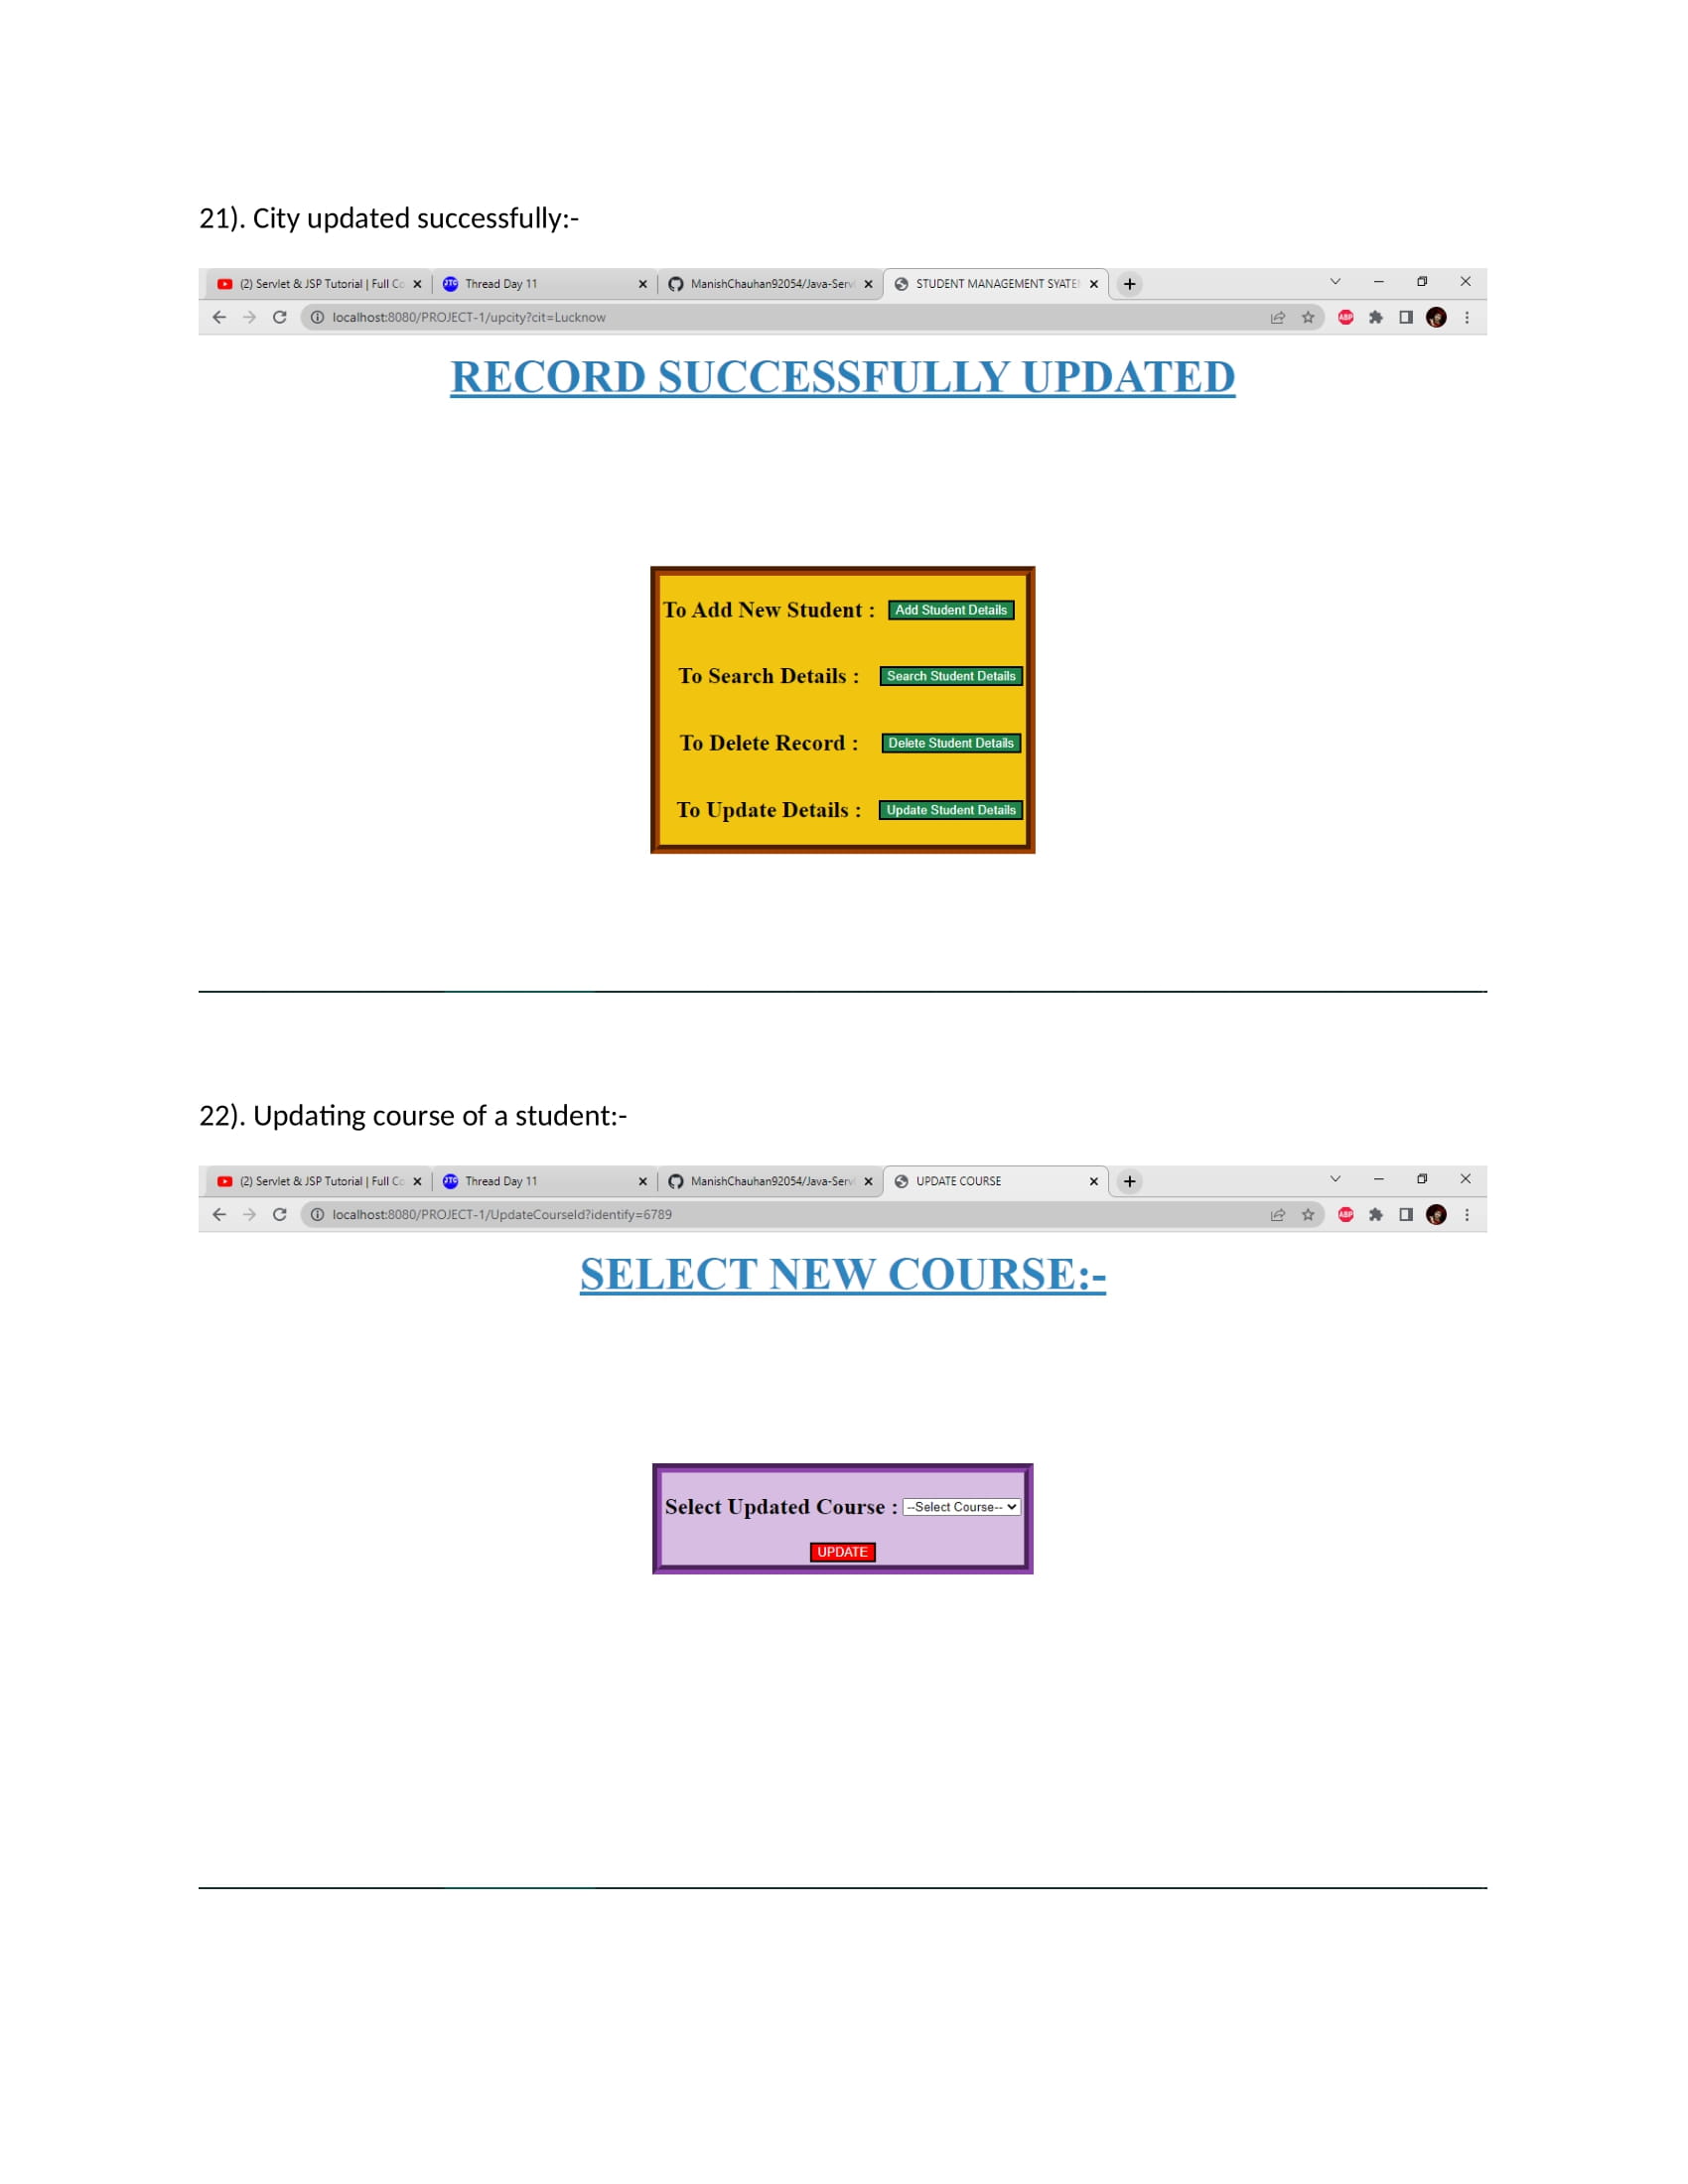 21). City updated successfully:-
(2) Servlet & JSP Tutorial | Full Co
Thread Day 11
ManishChauhan92054/Java-Serv
STUDENT MANAGEMENT SYATE
localhost:8080/PROJECT-1/upcity?cit=Lucknow
ABP
RECORD SUCCESSFULLY UPDATED
To Add New Student : Add Student Details
To Search Details : Search Student Details
To Delete Record : Delete Student Details
To Update Details : Update Student Details
22). Updating course of a student:-
(2) Servlet & JSP Tutorial | Full Co
Thread Day 11
ManishChauhan92054/Java-Serv
UPDATE COURSE
localhost:8080/PROJECT-1/UpdateCourseId?identify=6789
ABP
SELECT NEW COURSE:-
Select Updated Course : --Select Course--
UPDATE